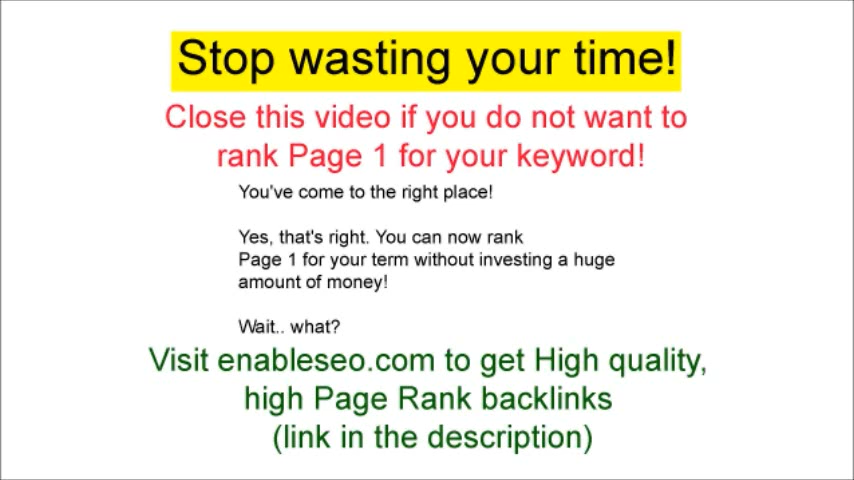 Stop wasting your time!
Close this video if you do not want to
rank Page 1 for your keyword!
You've come to the right place!
Yes, that's right. You can now rank
Page 1 for your term without investing a huge
amount of money!
Wait.. what?
Visit enableseo.com to get High quality,
high Page Rank backlinks
(link in the description)